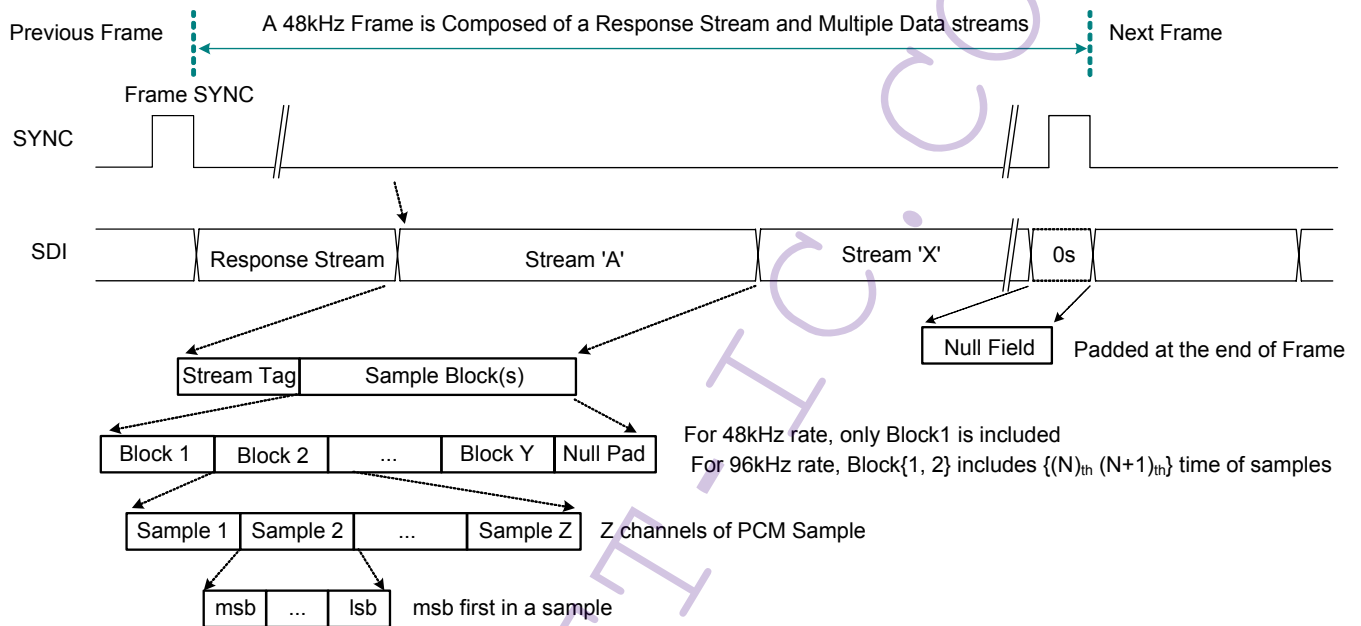 A 48kHz Frame is Composed of a Response Stream and Multiple Data streams
Previous Frame
Next Frame
Frame SYNC
SYNC
SDI
Response Stream
Stream 'A'
Stream 'X'
0s
Null Field
Padded at the end of Frame
Stream Tag
Sample Block(s)
Block 1
Block 2
...
Block Y
Null Pad
For 48kHz rate, only Block1 is included
For 96kHz rate, Block{1, 2} includes {(N)th (N+1)th} time of samples
Sample 1
Sample 2
...
Sample Z
Z channels of PCM Sample
msb
...
lsb
msb first in a sample
T-IC.CO